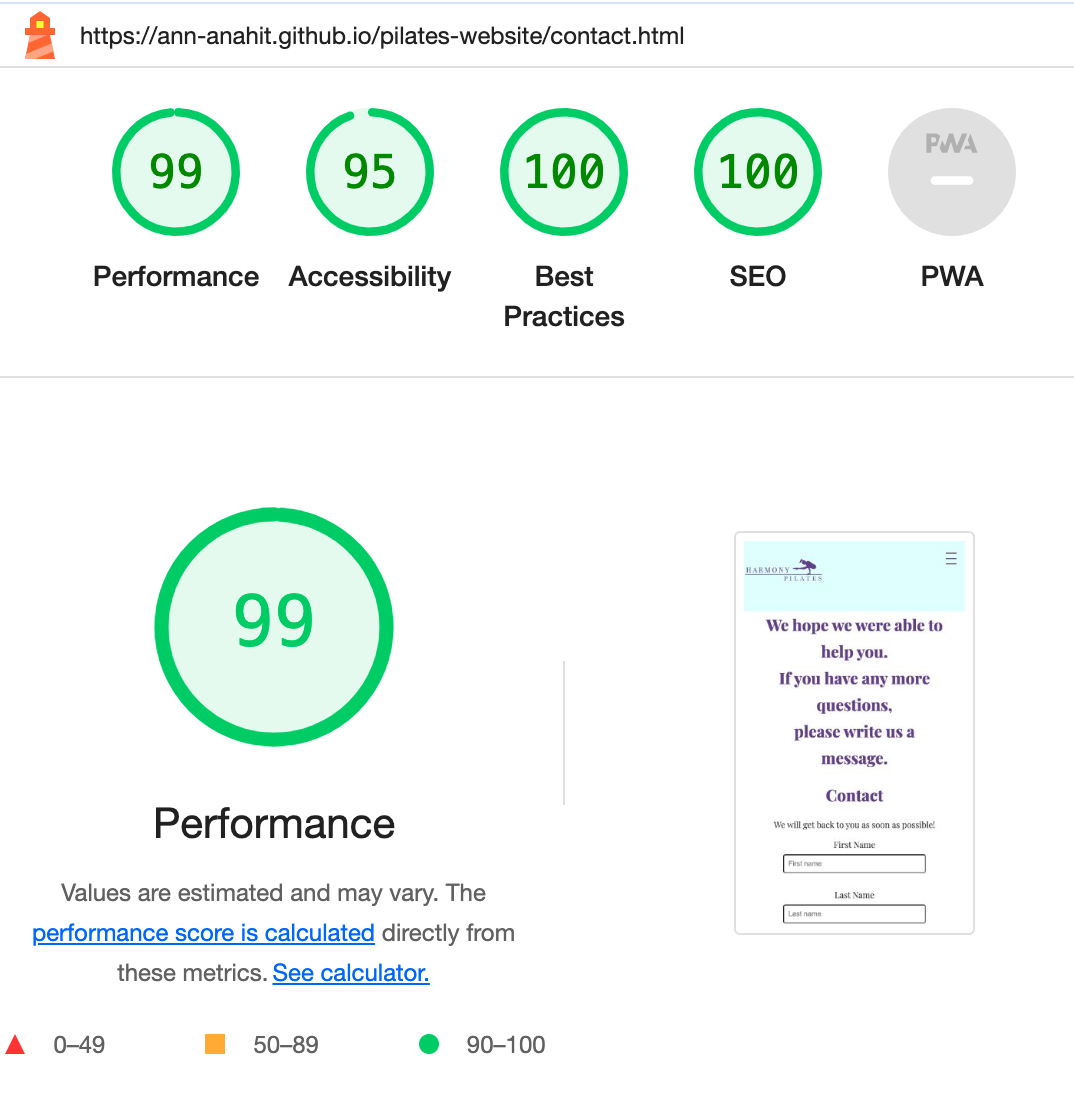 https://ann-anahit.github.io/pilates-website/contact.html
99
95
100
100
PWA
Performance
Accessibility
Best
Practices
SEO
PWA
99
Performance
Values are estimated and may vary. The
performance score is calculated directly from
these metrics. See calculator.
0–49
50–89
90–100
HARMONY
PILATES
We hope we were able to
help you.
If you have any more
questions,
please write us a
message.
Contact
We will get back to you as soon as possible!
First Name
First name
Last Name
Last name